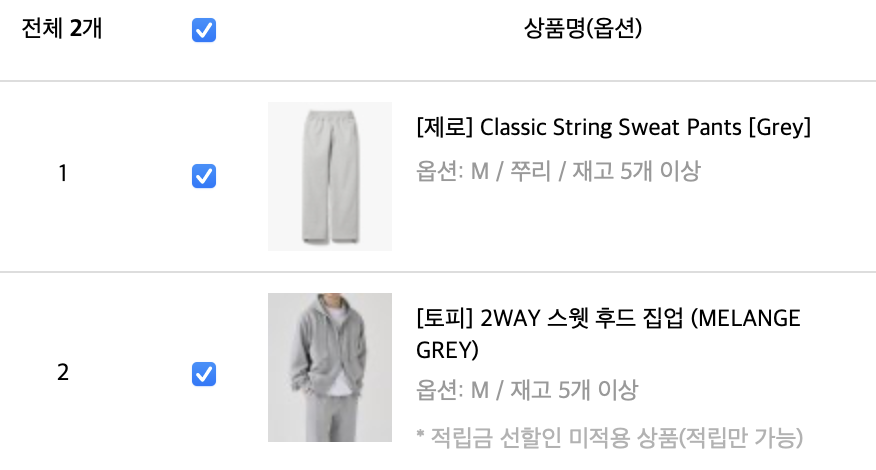 전체 2개 상품명(옵션)
[제로] Classic String Sweat Pants [Grey]
1
옵션: M / 쭈리 / 재고 5개 이상
[토피] 2WAY 스웻 후드 집업 (MELANGE
GREY)
2
옵션: M / 재고 5개 이상
* 적립금 선할인 미적용 상품(적립만 가능)